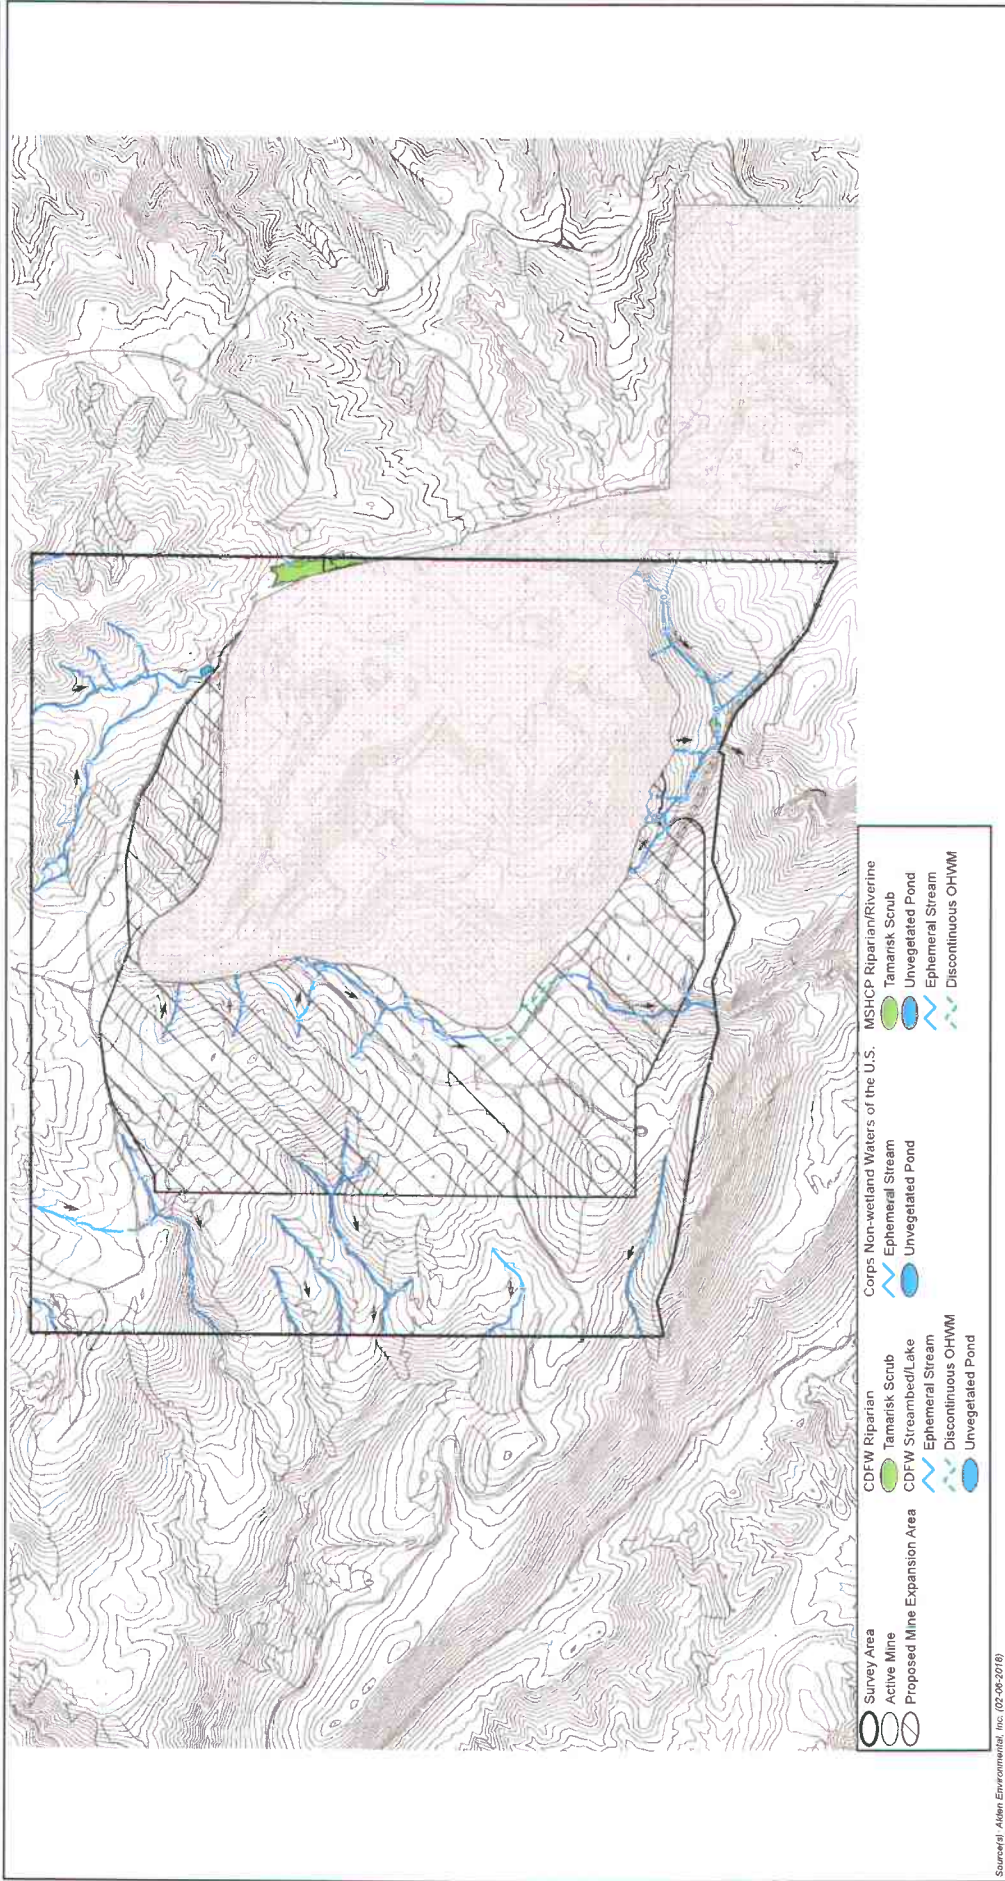 Survey Area
Active Mine
Proposed Mine Expansion Area
CDFW Riparian
Tamarisk Scrub
CDFW Streambed/Lake
Ephemeral Stream
Discontinuous OHWM
Unvegetated Pond
Corps Non-wetland Waters of the U.S.
Ephemeral Stream
Unvegetated Pond
MSHCP Riparian/Riverine
Tamarisk Scrub
Unvegetated Pond
Ephemeral Stream
Discontinuous OHWM
Source(s): Alden Environmental, Inc. (02-06-2018)